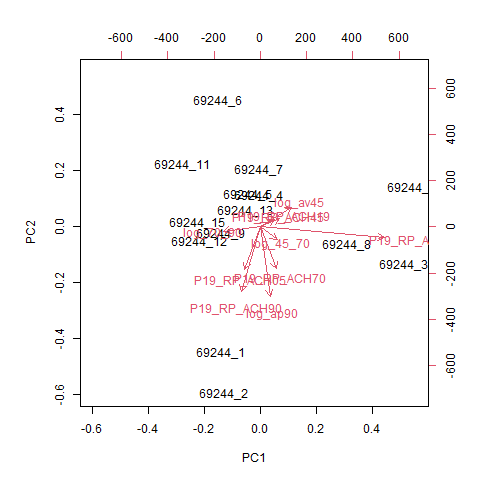 -600 -200 0 200 400 600
69244_6
69244_11
69244_7
69244_5
69244_4
69244_
log_av45
69244_13
69244_15
69244_9
69244_12
log_45_70
69244_8
P19_RP_A
69244_3
P19_RP_ACH05
P19_RP_ACH70
P19_RP_ACH90
log_ap90
69244_1
69244_2
PC2
-0.6 -0.4 -0.2 0.0 0.2 0.4
-600 -400 -200 0 200 400 600
-0.6 -0.4 -0.2 0.0 0.2 0.4
PC1